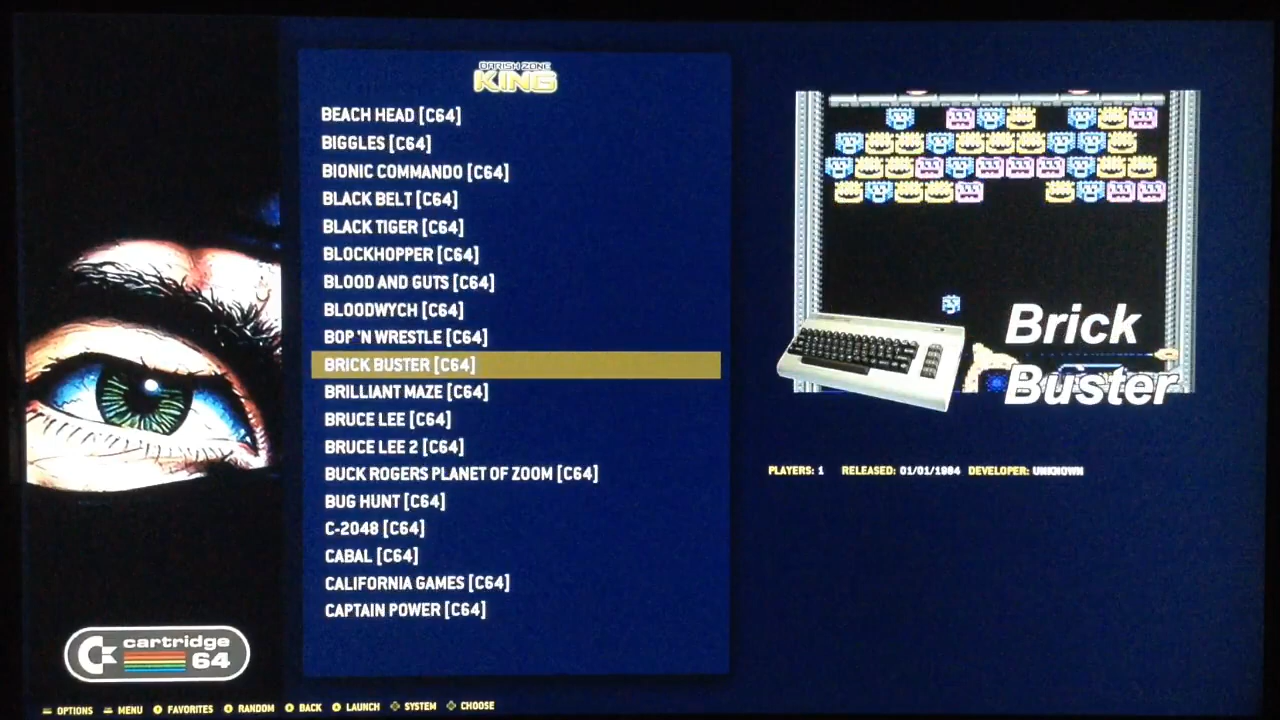 DARISH ZONE
KING
BEACH HEAD [C64]
BIGGLES [C64]
BIONIC COMMANDO [C64]
BLACK BELT [C64]
BLACK TIGER [C64]
BLOCKHOPPER [C64]
BLOOD AND GUTS [C64]
BLOODWYCH [C64]
BOP 'N WRESTLE [C64]
BRICK BUSTER [C64]
BRILLIANT MAZE [C64]
BRUCE LEE [C64]
BRUCE LEE 2 [C64]
BUCK ROGERS PLANET OF ZOOM [C64]
BUG HUNT [C64]
C-2048 [C64]
CABAL [C64]
CALIFORNIA GAMES [C64]
CAPTAIN POWER [C64]
Brick
Buster
PLAYERS: 1 RELEASED: 01/01/1984 DEVELOPER: UNKNOWN
cartridge
64
OPTIONS MENU FAVORITES RANDOM BACK LAUNCH SYSTEM CHOOSE